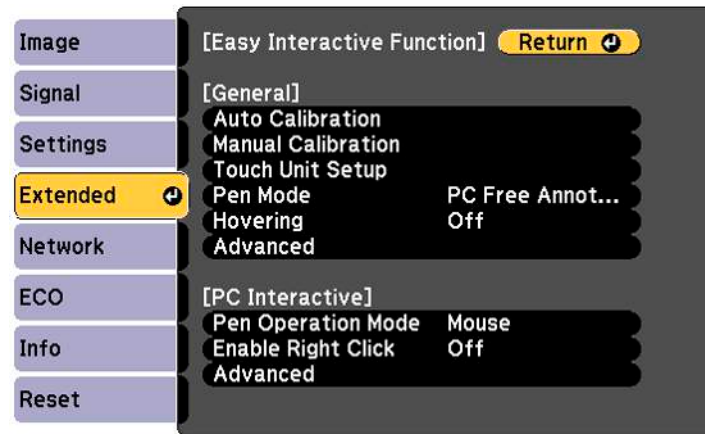 Image
Signal
Settings
Extended
Network
ECO
Info
Reset
[Easy Interactive Function] Return
[General]
Auto Calibration
Manual Calibration
Touch Unit Setup
Pen Mode PC Free Annot...
Hovering Off
Advanced
[PC Interactive]
Pen Operation Mode Mouse
Enable Right Click Off
Advanced